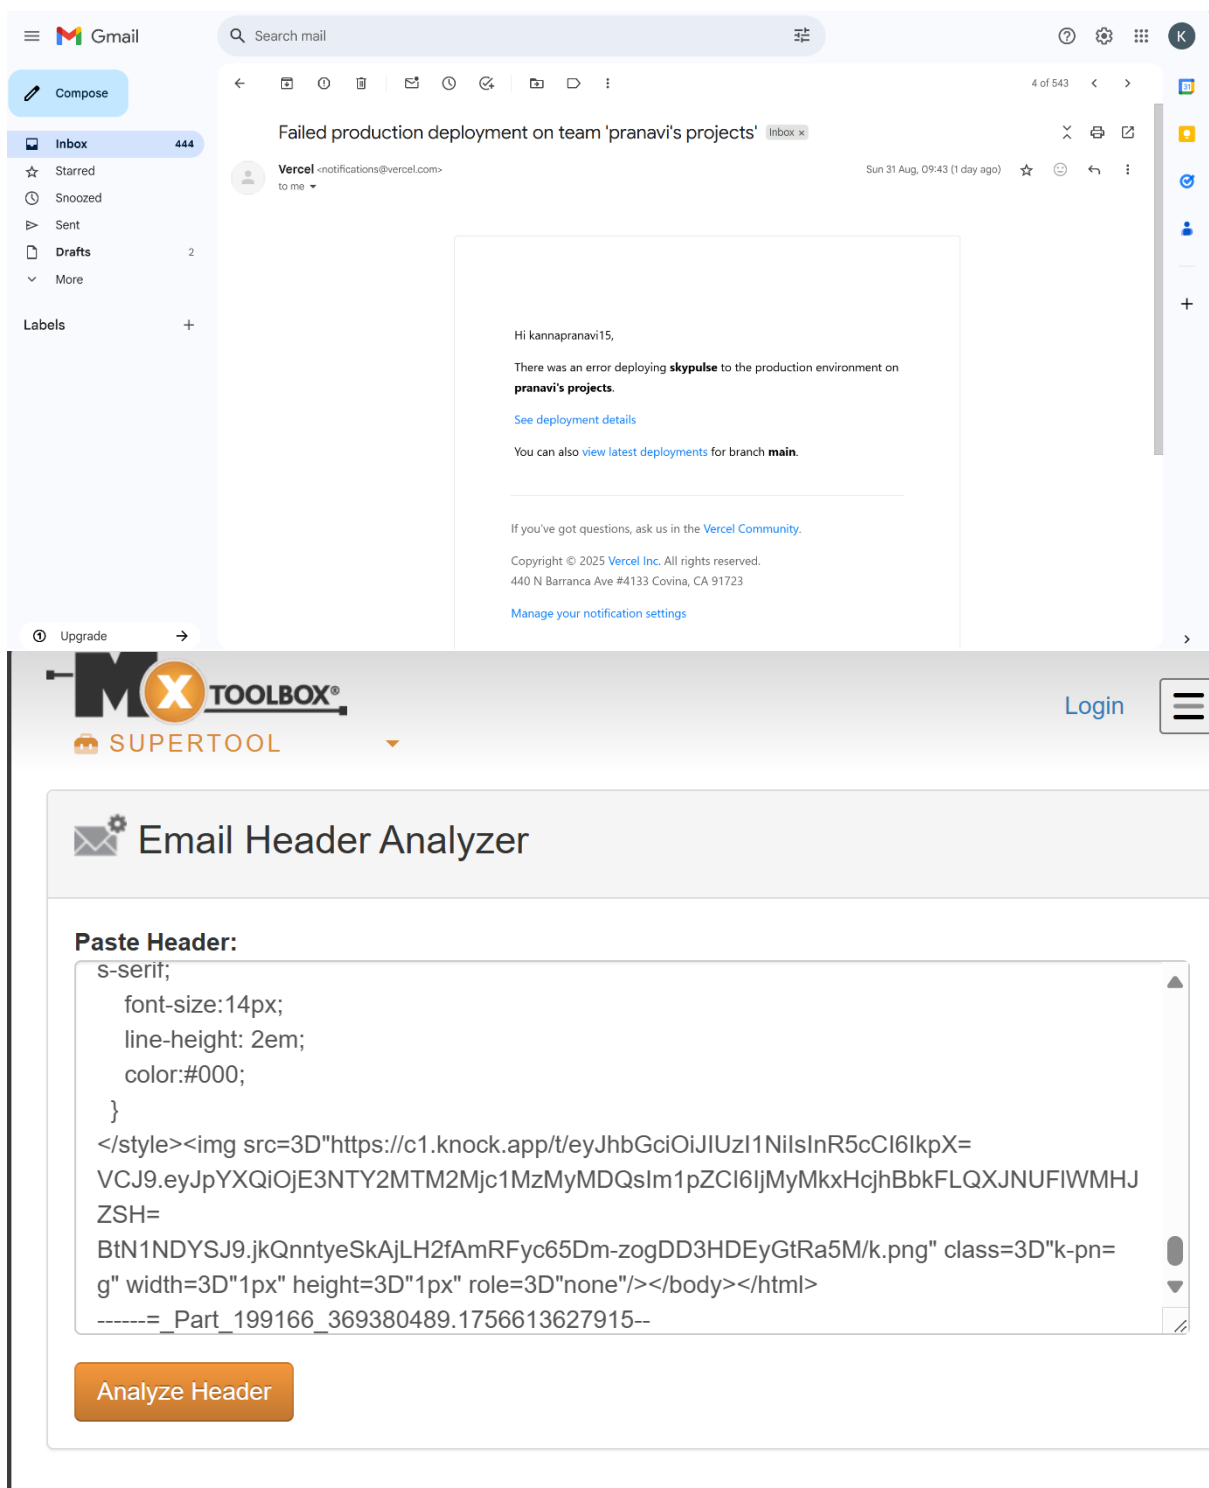 Gmail
Search mail
K
Compose
4 of 543
31
Failed production deployment on team 'pranavi's projects' Inbox x
Inbox 444
Starred
Vercel <notifications@vercel.com>
Sun 31 Aug, 09:43 (1 day ago)
to me
Snoozed
Sent
Drafts 2
More
Labels +
Hi kannapranavi15,
There was an error deploying skypulse to the production environment on
pranavi's projects.
See deployment details
You can also view latest deployments for branch main.
If you've got questions, ask us in the Vercel Community.
Copyright © 2025 Vercel Inc. All rights reserved.
440 N Barranca Ave #4133 Covina, CA 91723
Manage your notification settings
Upgrade
MX TOOLBOX®
Login
SUPERTOOL
Email Header Analyzer
Paste Header:
s-serif;
font-size:14px;
line-height: 2em;
color:#000;
}
</style><img src=3D"https://c1.knock.app/t/eyJhbGciOiJIUzI1NiIsInR5cCI6IkpX=
VCJ9.eyJpYXQiOjE3NTY2MTM2Mjc1MzMyMDQsIm1pZCI6IjMyMkxHcjhBbkFLQXJNUFlWMHJ
ZSH=
BtN1NDYSJ9.jkQnntyeSkAjLH2fAmRFyc65Dm-zogDD3HDEyGtRa5M/k.png" class=3D"k-pn=
g" width=3D"1px" height=3D"1px" role=3D"none"/></body></html>
------=_Part_199166_369380489.1756613627915--
Analyze Header